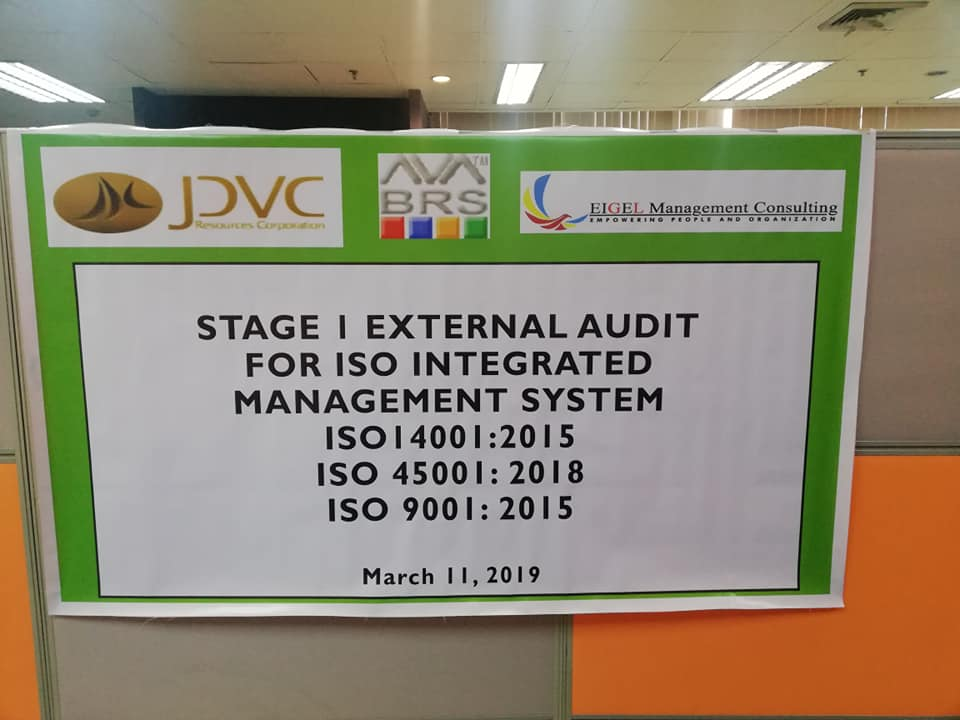 JDVC
Resources Corporation
AVA™
BRS
EIGEL Management Consulting
EMPOWERING PEOPLE AND ORGANIZATION
STAGE 1 EXTERNAL AUDIT
FOR ISO INTEGRATED
MANAGEMENT SYSTEM
ISO14001:2015
ISO 45001: 2018
ISO 9001: 2015
March 11, 2019